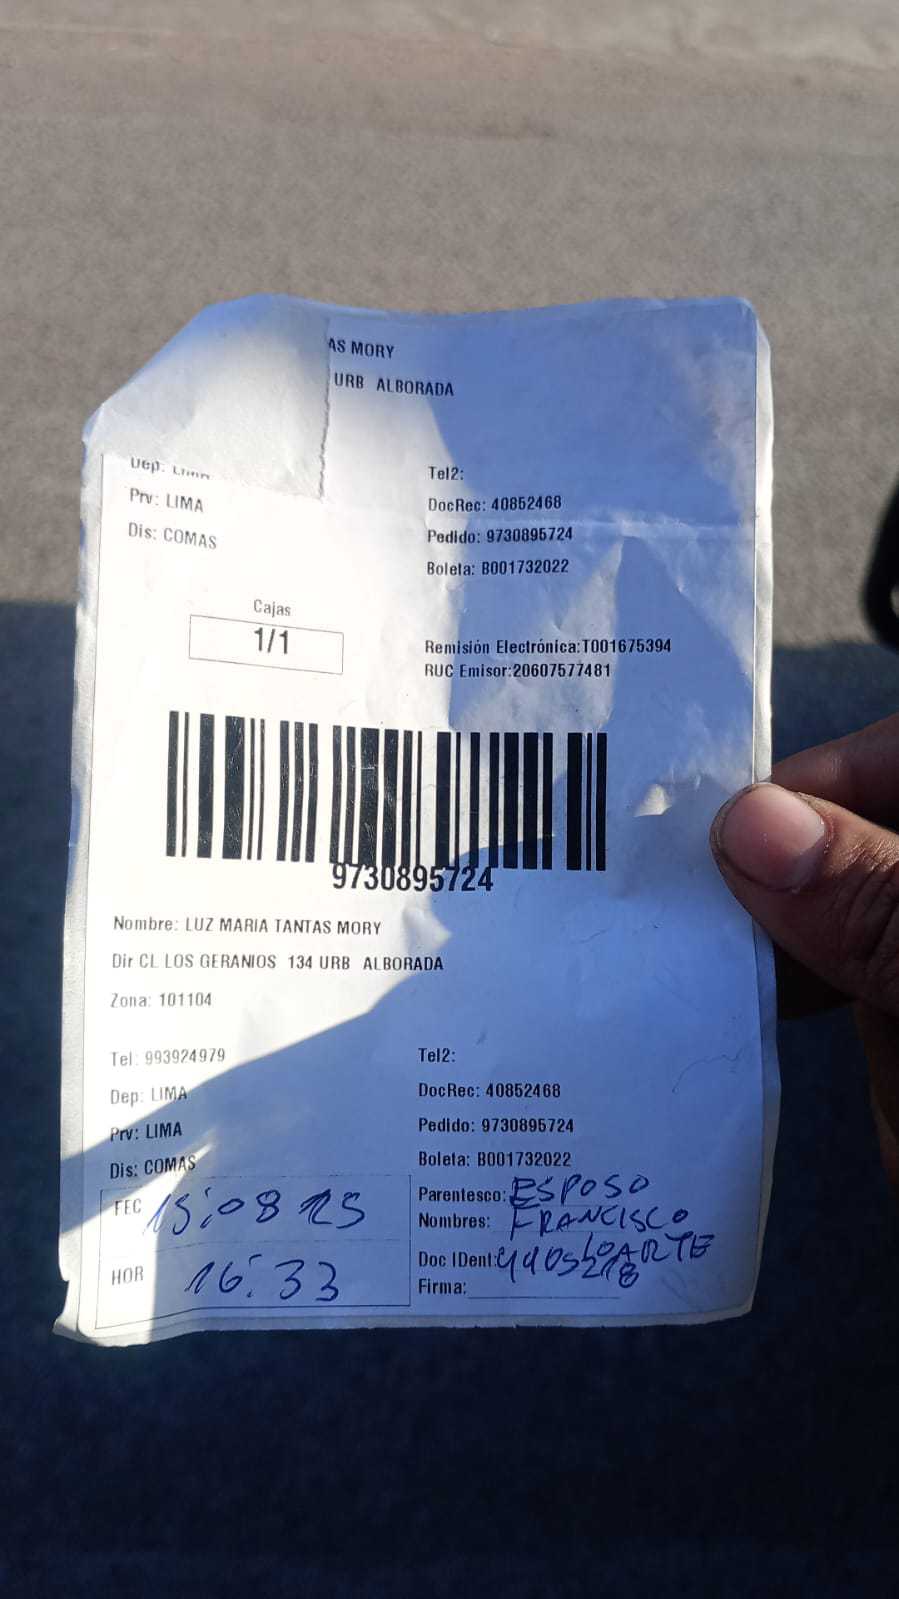 AS MORY
URB ALBORADA
Dep: LIMA
Tel2:
Prv: LIMA
DocRec: 40852468
Dis: COMAS
Pedido: 9730895724
Boleta: B001732022
Cajas
1/1
Remisión Electrónica:T001675394
RUC Emisor:20607577481
9730895724
Nombre: LUZ MARIA TANTAS MORY
Dir CL LOS GERANIOS 134 URB ALBORADA
Zona: 101104
Tel: 993924979
Tel2:
Dep: LIMA
DocRec: 40852468
Prv: LIMA
Pedido: 9730895724
Dis: COMAS
Boleta: B001732022
FEC 15:08 25
Parentesco: ESPOSO
Nombres: FRANCISCO
LOARTE
HOR 16:33
Doc IDent:
Firma: